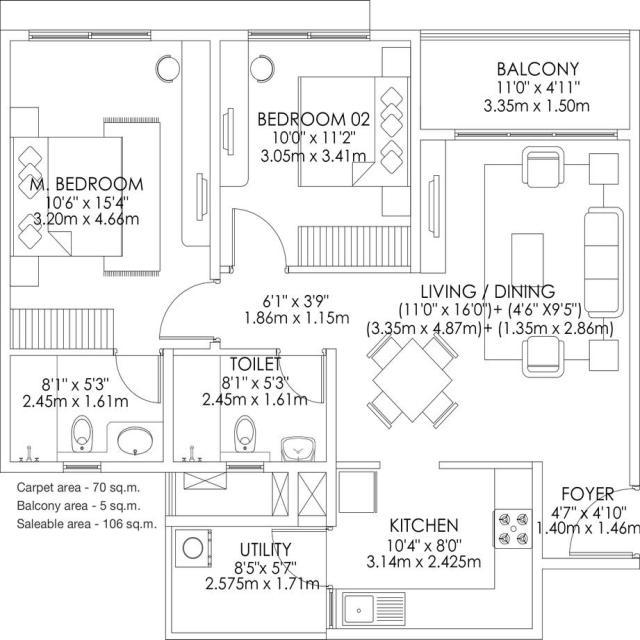 BALCONY
11'0" x 4'11"
3.35m x 1.50m
BEDROOM 02
10'0" x 11'2"
3.05m x 3.41m
M. BEDROOM
10'6" x 15'4"
3.20m x 4.66m
6'1" x 3'9"
1.86m x 1.15m
LIVING / DINING
(11'0" x 16'0")+ (4'6" X9'5")
(3.35m x 4.87m)+ (1.35m x 2.86m)
8'1" x 5'3"
2.45m x 1.61m
TOILET
8'1" x 5'3"
2.45m x 1.61m
Carpet area - 70 sq.m.
Balcony area - 5 sq.m.
Saleable area - 106 sq.m.
FOYER
4'7" x 4'10"
1.40m x 1.46m
KITCHEN
10'4" x 8'0"
3.14m x 2.425m
UTILITY
8'5"x 5'7"
2.575m x 1.71m